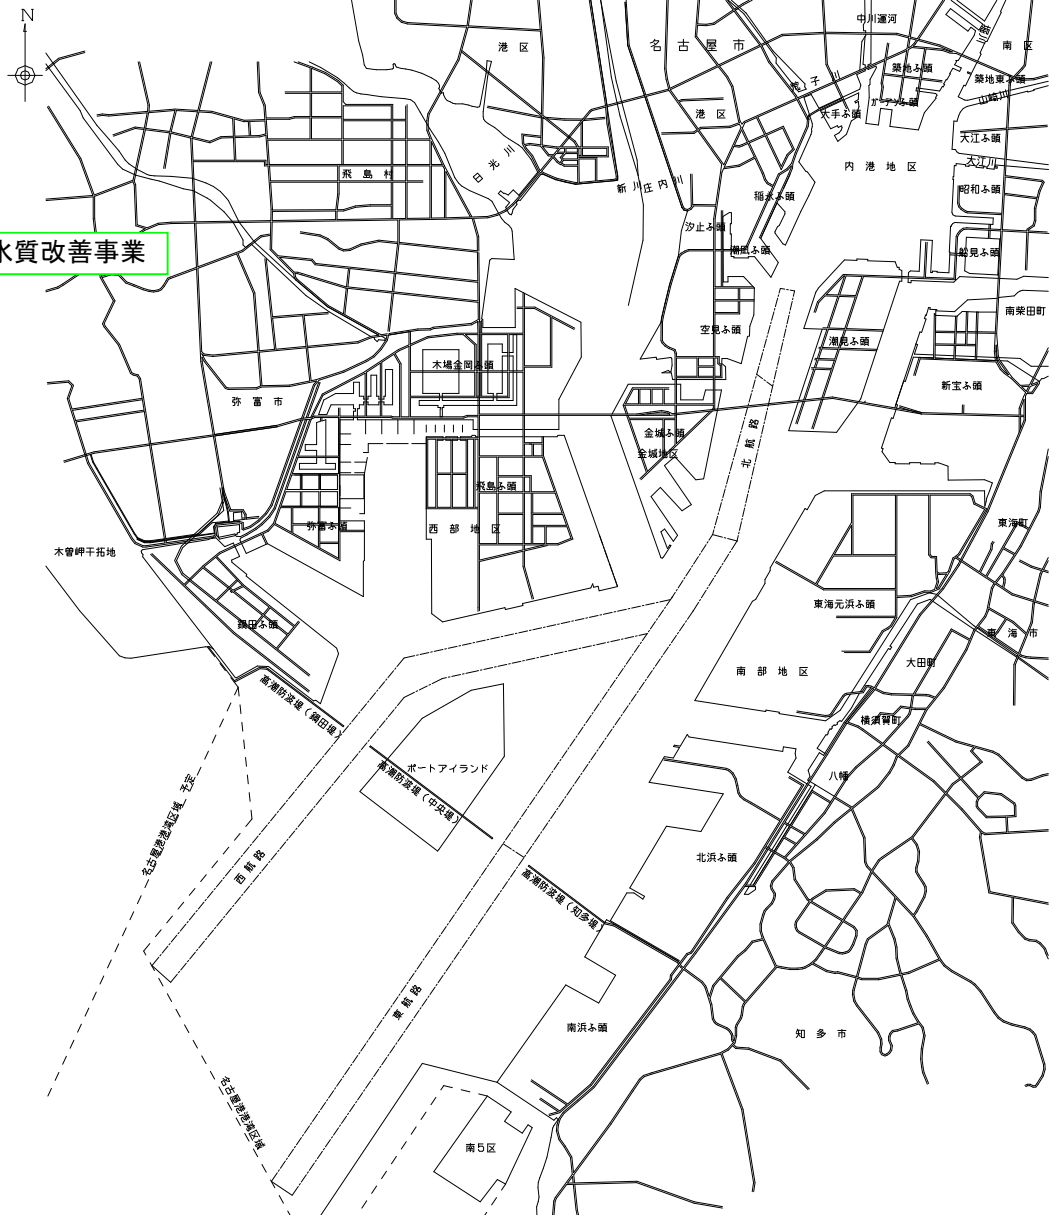 N
港 区
名 古 屋 市
中川運河
南 区
築地ふ頭
築地東ふ頭
山崎川
ガーデンふ頭
大手ふ頭
港 区
大江ふ頭
大江川
内 港 地 区
昭和ふ頭
日 光 川
飛 島 村
新 川
庄 内 川
稲永ふ頭
汐止ふ頭
潮凪ふ頭
船見ふ頭
水質改善事業
南柴田町
空見ふ頭
潮見ふ頭
木場金岡ふ頭
新宝ふ頭
弥 富 市
金城ふ頭
金城地区
北 航 路
飛島ふ頭
弥富ふ頭
西 部 地 区
東海町
木曽岬干拓地
東海元浜ふ頭
鍋田ふ頭
東 海 市
大田町
南 部 地 区
高潮防波堤（鍋田堤）
横須賀町
ポートアイランド
高潮防波堤（中央堤）
八幡
名古屋港港湾区域 予定
西 航 路
北浜ふ頭
高潮防波堤（知多堤）
東 航 路
南浜ふ頭
知 多 市
名古屋港港湾区域
南５区